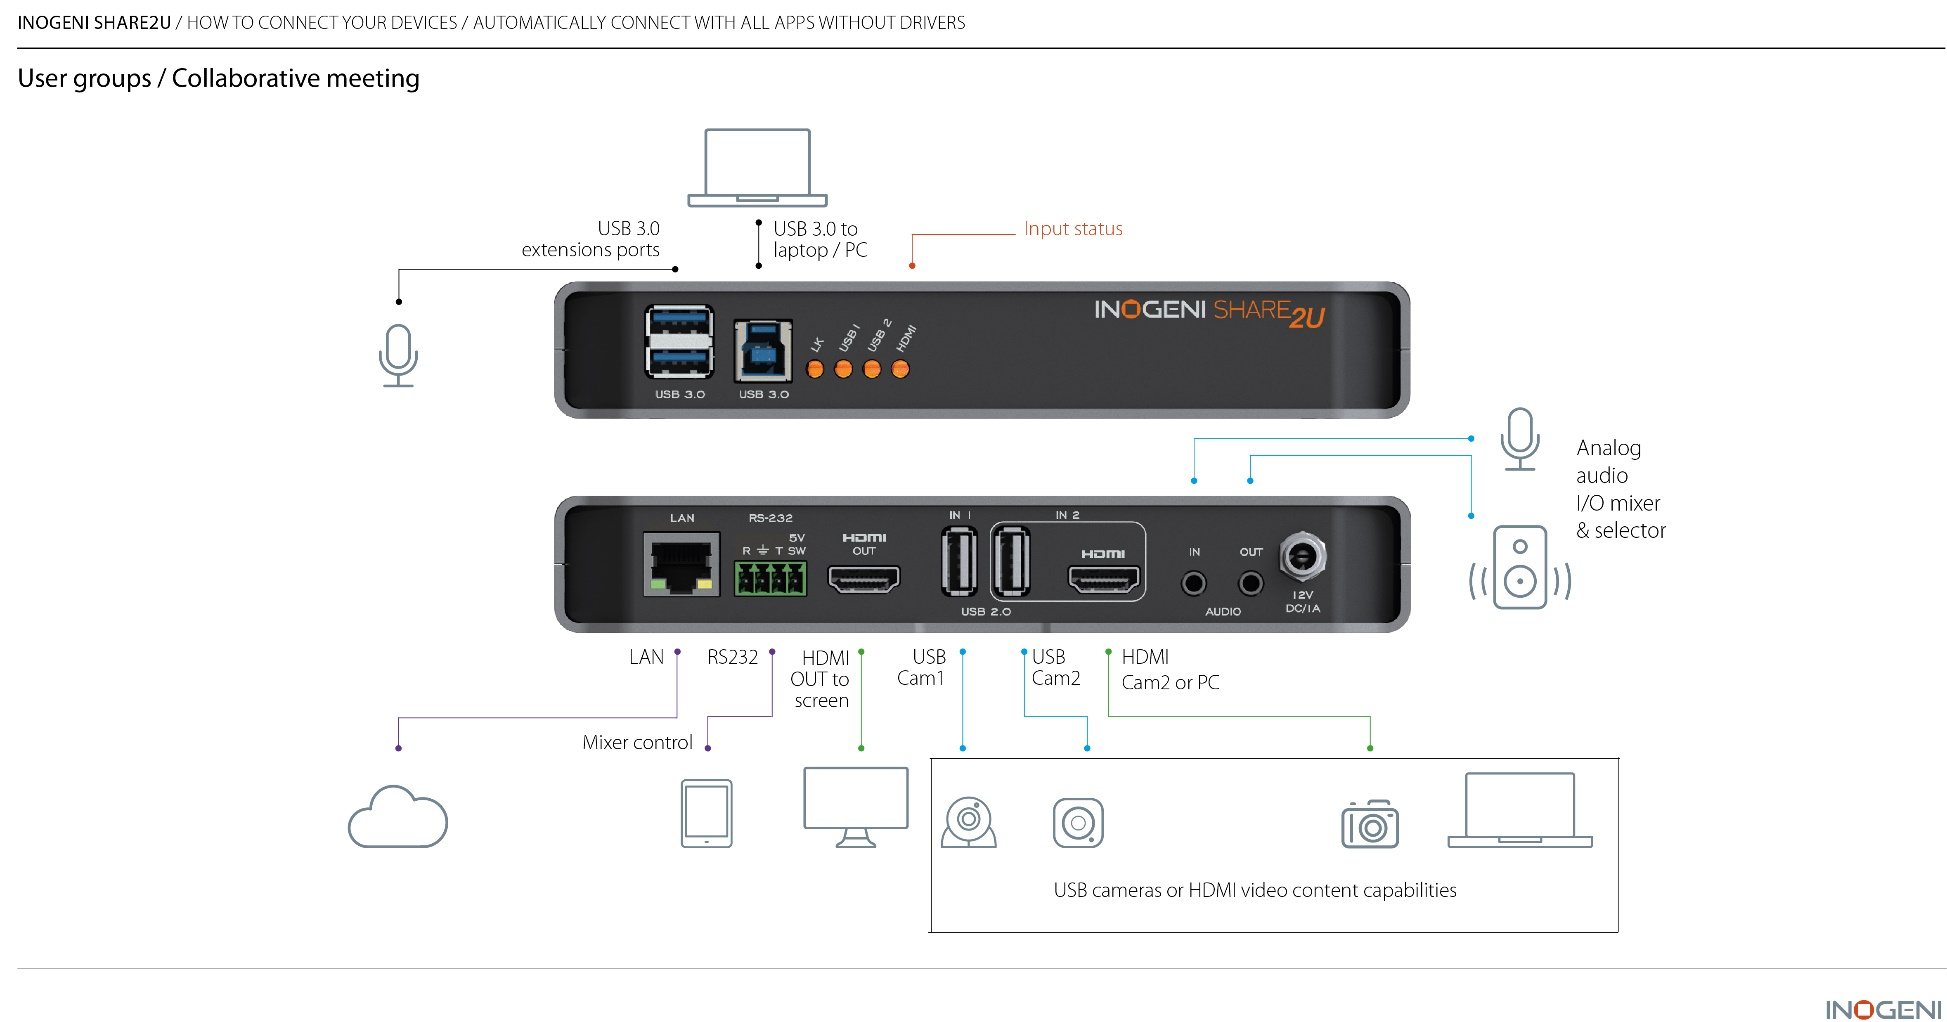 INOGENI SHARE2U / HOW TO CONNECT YOUR DEVICES / AUTOMATICALLY CONNECT WITH ALL APPS WITHOUT DRIVERS
User groups / Collaborative meeting
USB 3.0
extensions ports
USB 3.0 to
laptop / PC
Input status
INOGENI SHARE2U
LK
USB 1
USB 2
HDMI
USB 3.0
USB 3.0
Analog
audio
I/O mixer
& selector
LAN
RS-232
5V
R T SW
HDMI
OUT
IN 1
IN 2
HDMI
USB 2.0
IN
OUT
AUDIO
12V
DC/1A
LAN
RS232
HDMI
OUT to
screen
USB
Cam1
USB
Cam2
HDMI
Cam2 or PC
Mixer control
USB cameras or HDMI video content capabilities
INOGENI